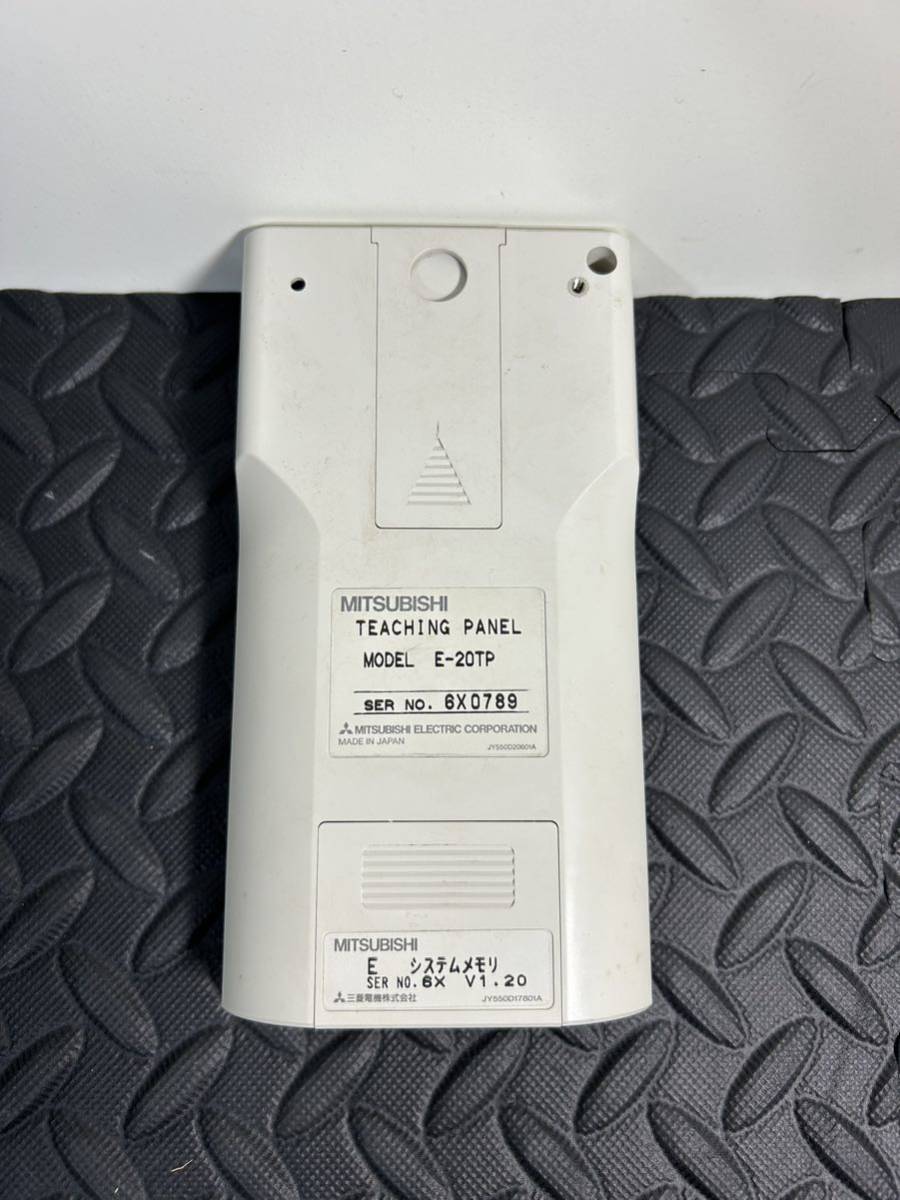 MITSUBISHI
TEACHING PANEL
MODEL E-20TP
SER NO. 6X0789
MITSUBISHI ELECTRIC CORPORATION
MADE IN JAPAN JY550D20601A
MITSUBISHI
E システムメモリ
SER NO. 6X V1.20
三菱電機株式会社 JY550D17801A